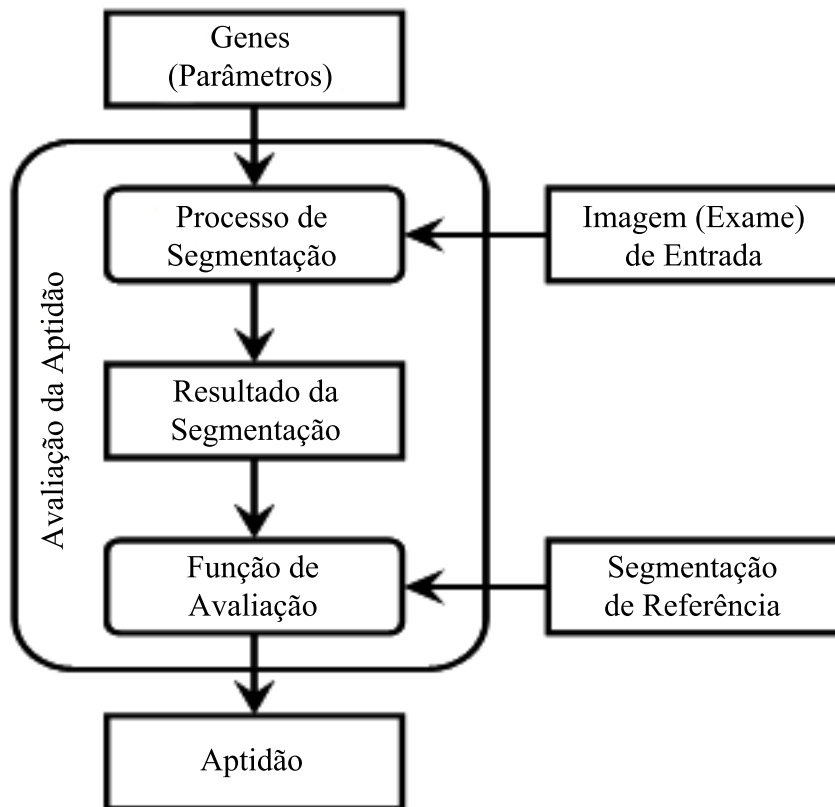 Genes
(Parâmetros)
Processo de
Segmentação
Imagem (Exame)
de Entrada
Avaliação da Aptidão
Resultado da
Segmentação
Função de
Avaliação
Segmentação
de Referência
Aptidão